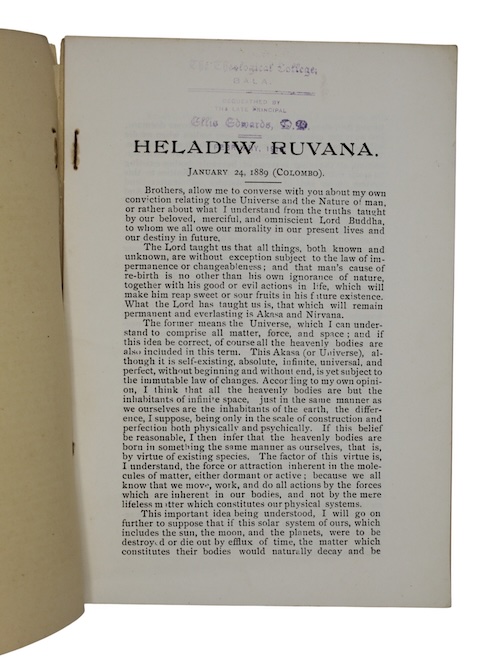 Theological College,
BALA.
BEQUEATHED BY
THE LATE PRINCIPAL
Ellis Edwards, D.D.
HELADIW RUVANA.
JANUARY 24, 1889 (COLOMBO).
Brothers, allow me to converse with you about my own
conviction relating to the Universe and the Nature of man,
or rather about what I understand from the truths taught
by our beloved, merciful, and omniscient Lord Buddha,
to whom we all owe our morality in our present lives and
our destiny in future.
The Lord taught us that all things, both known and
unknown, are without exception subject to the law of im-
permanence or changeableness; and that man's cause of
re-birth is no other than his own ignorance of nature,
together with his good or evil actions in life, which will
make him reap sweet or sour fruits in his future existence.
What the Lord has taught us is, that which will remain
permanent and everlasting is Akasa and Nirvana.
The former means the Universe, which I can under-
stand to comprise all matter, force, and space; and if
this idea be correct, of course all the heavenly bodies are
also included in this term. This Akasa (or Universe), al-
though it is self-existing, absolute, infinite, universal, and
perfect, without beginning and without end, is yet subject to
the immutable law of changes. According to my own opini-
on, I think that all the heavenly bodies are but the
inhabitants of infinite space, just in the same manner as
we ourselves are the inhabitants of the earth, the differ-
ence, I suppose, being only in the scale of construction and
perfection both physically and psychically. If this belief
be reasonable, I then infer that the heavenly bodies are
born in something the same manner as ourselves, that is,
by virtue of existing species. The factor of this virtue is,
I understand, the force or attraction inherent in the mole-
cules of matter, either dormant or active; because we all
know that we move, work, and do all actions by the forces
which are inherent in our bodies, and not by the mere
lifeless matter which constitutes our physical systems.
This important idea being understood, I will go on
further to suppose that if this solar system of ours, which
includes the sun, the moon, and the planets, were to be
destroyed or die out by efflux of time, the matter which
constitutes their bodies would naturally decay and be